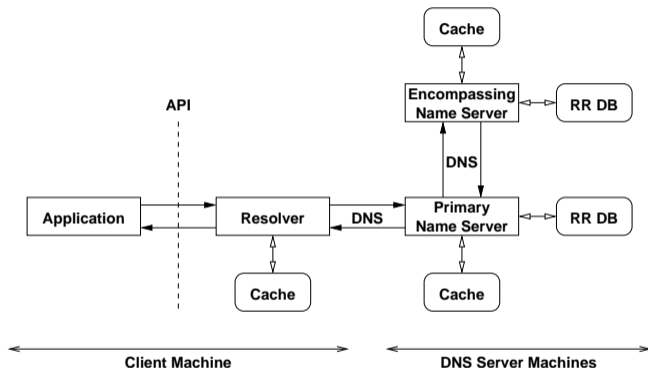 Cache
Encompassing
Name Server
RR DB
API
DNS
Application
Resolver
DNS
Primary
Name Server
RR DB
Cache
Cache
Client Machine
DNS Server Machines